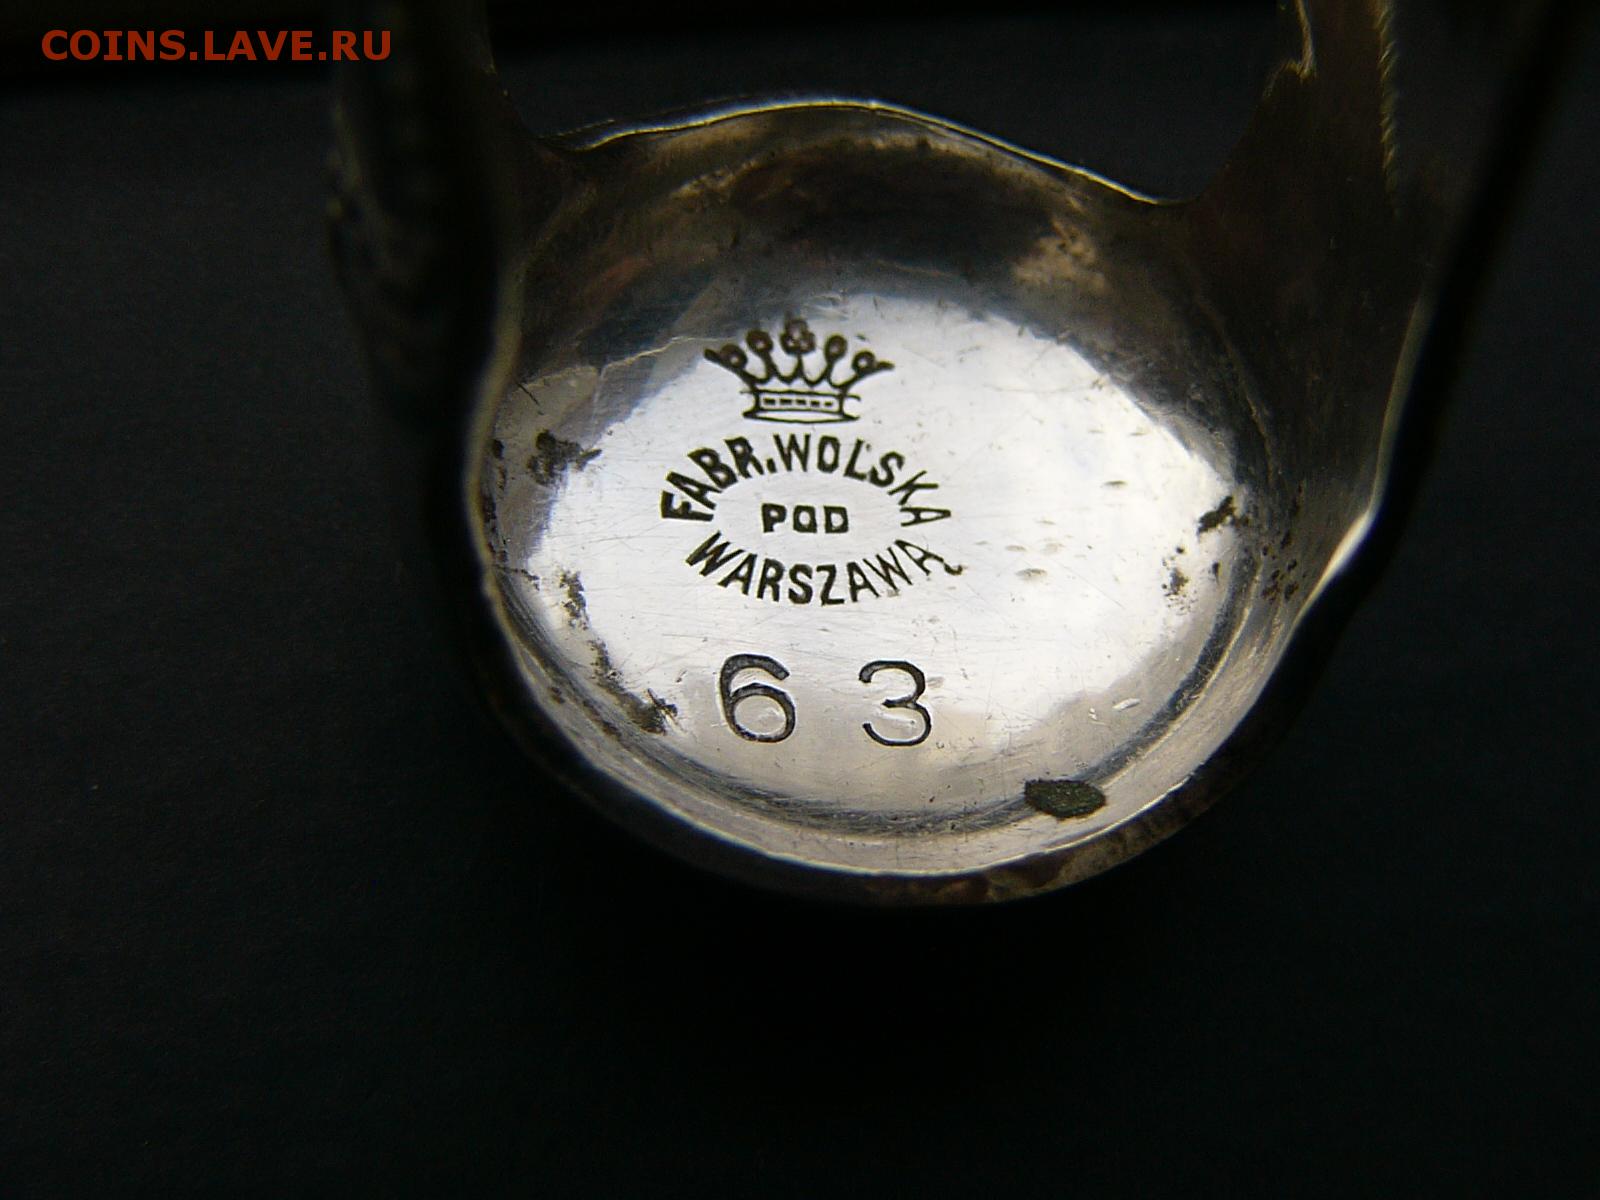 COINS.LAVE.RU
FABR. WOLSKA
POD
WARSZAWĄ
63